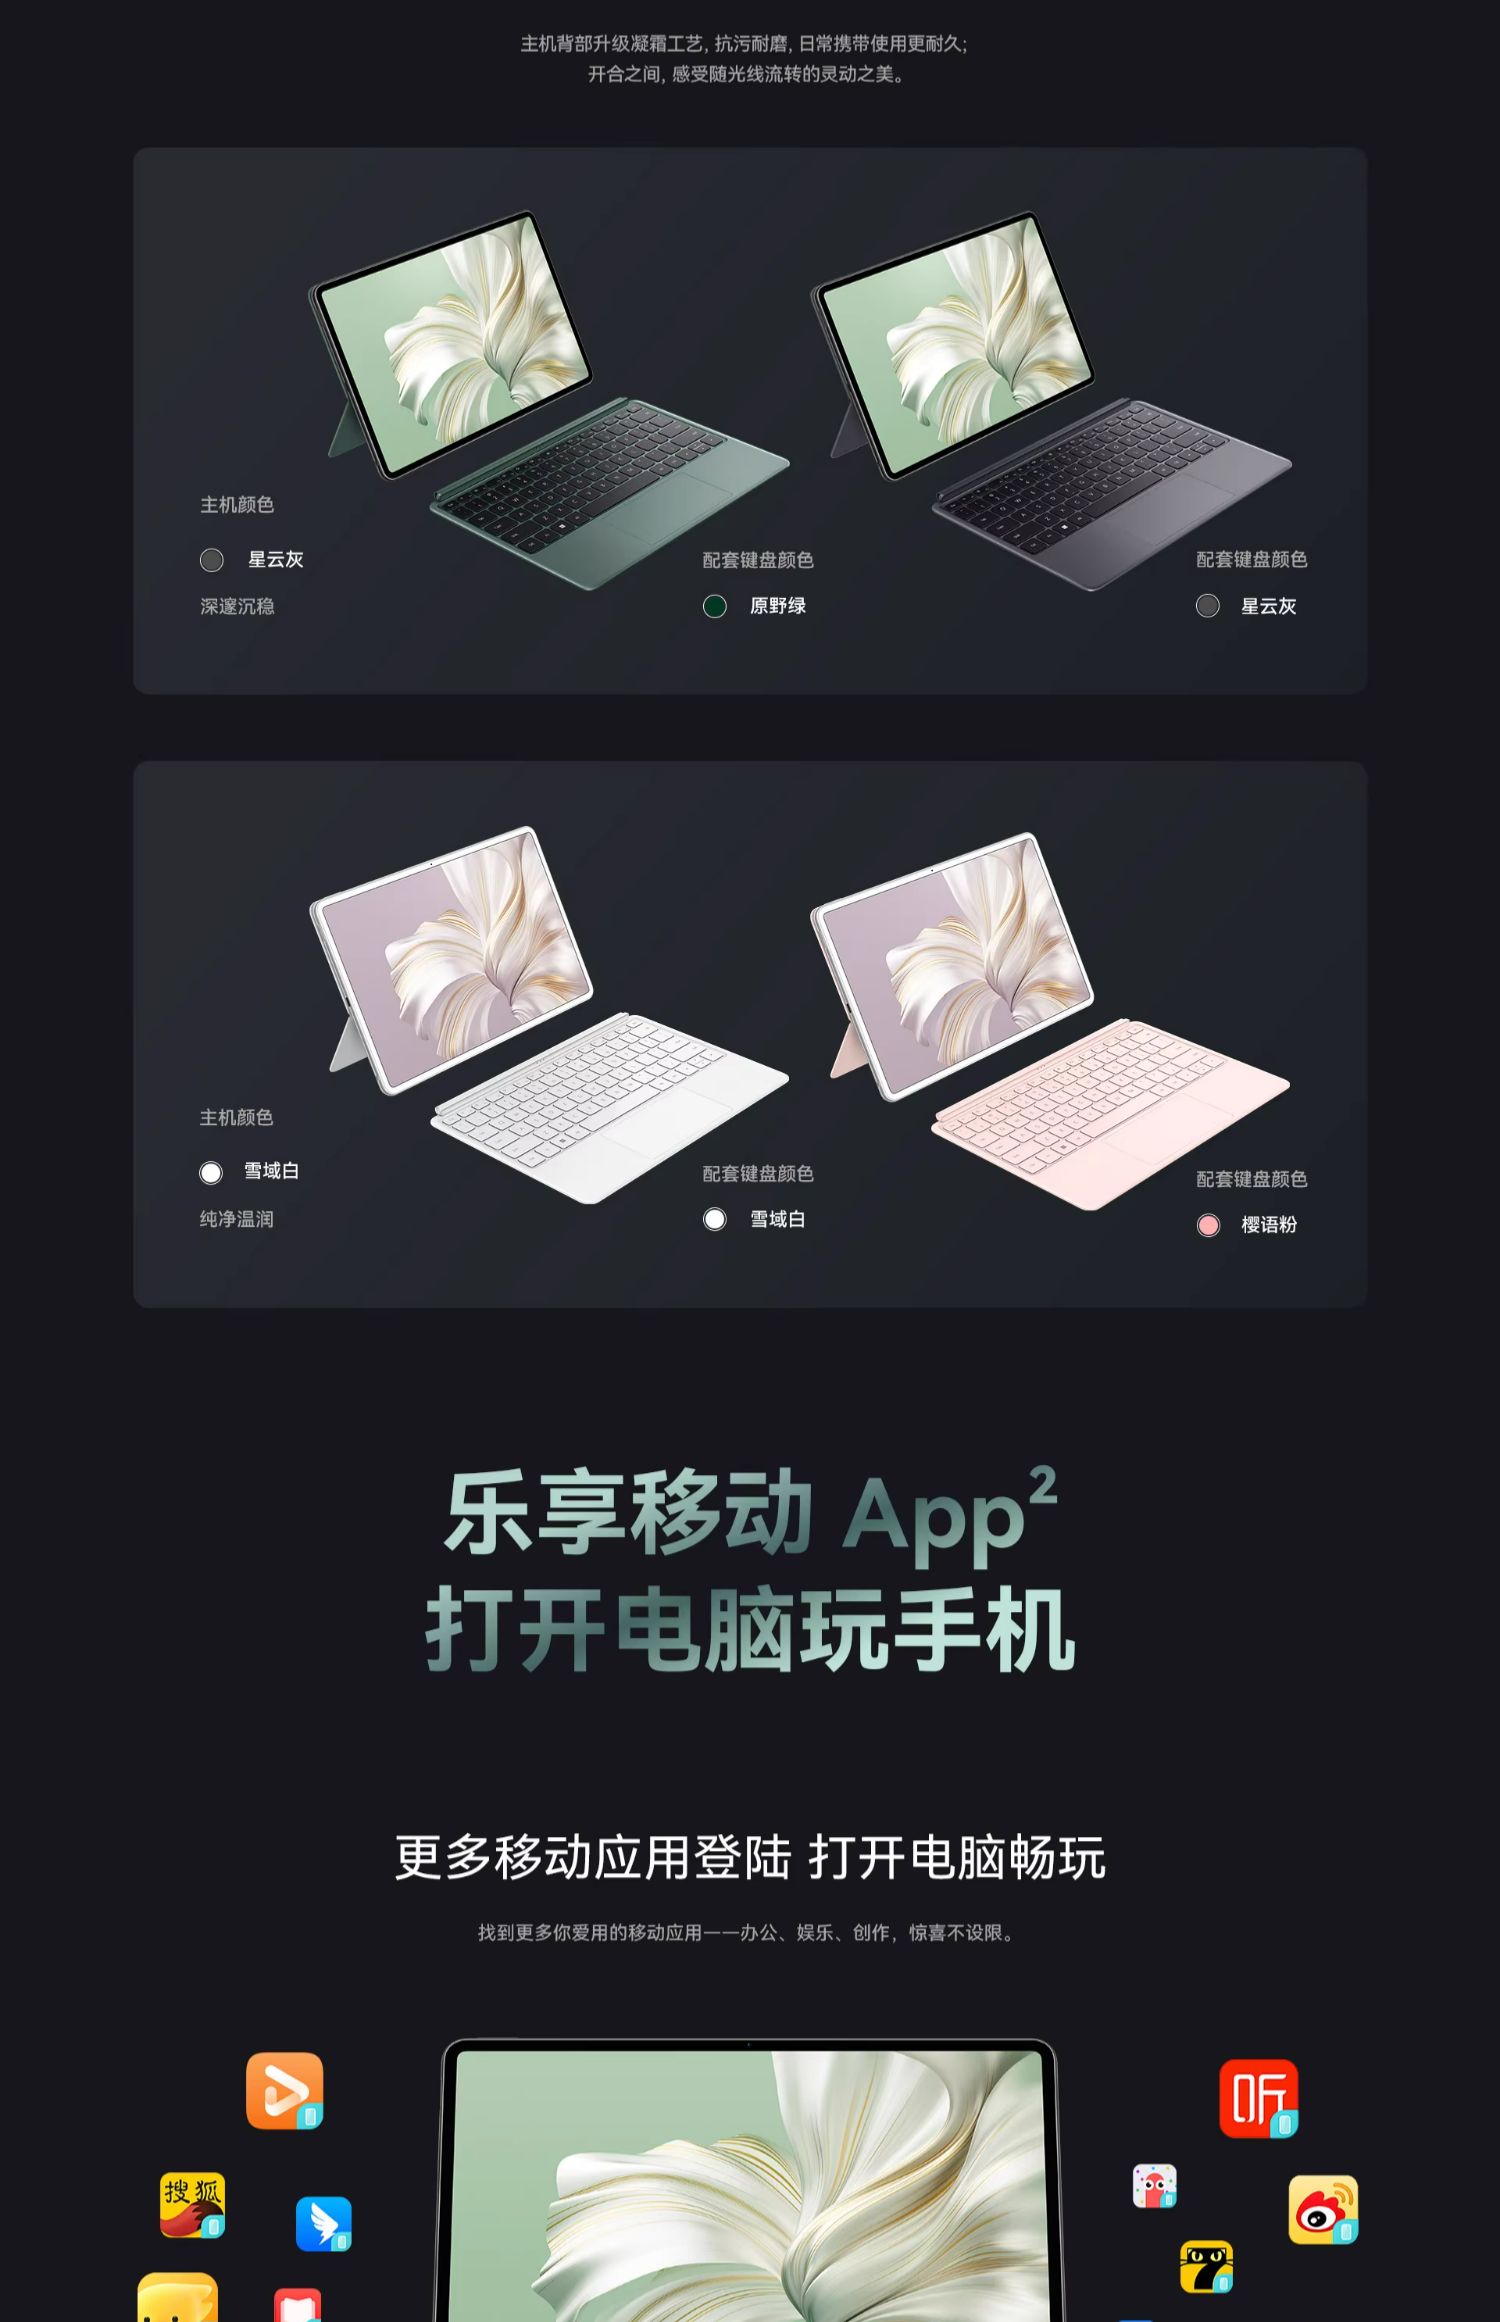 主机背部升级凝霜工艺, 抗污耐磨, 日常携带使用更耐久;
开合之间, 感受随光线流转的灵动之美。
主机颜色
星云灰
深邃沉稳
配套键盘颜色
原野绿
配套键盘颜色
星云灰
主机颜色
雪域白
纯净温润
配套键盘颜色
雪域白
配套键盘颜色
樱语粉
乐享移动 App²
打开电脑玩手机
更多移动应用登陆 打开电脑畅玩
找到更多你爱用的移动应用——办公、娱乐、创作，惊喜不设限。
听
搜狐